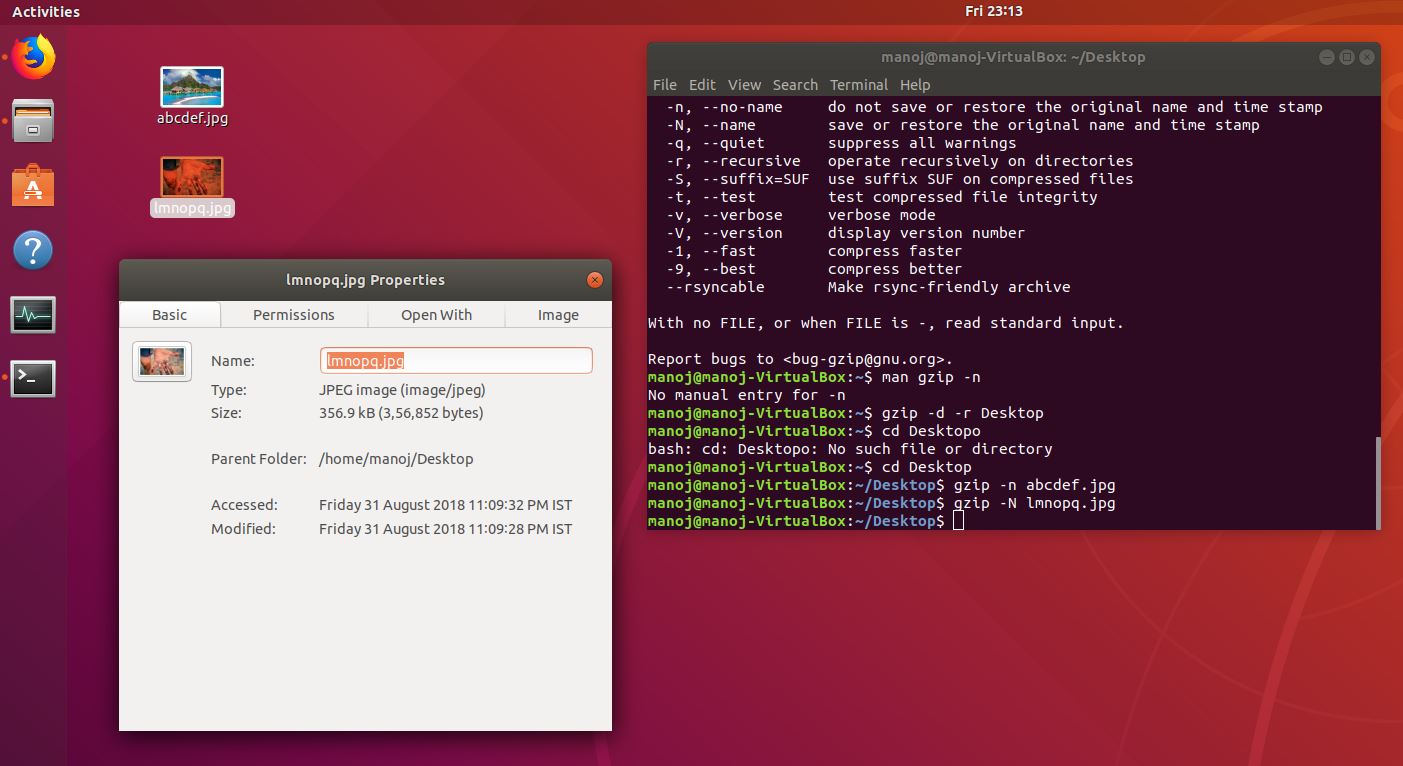 Activities
Fri 23:13
abcdef.jpg
lmnopq.jpg
lmnopq.jpg Properties
Basic Permissions Open With Image
Name: lmnopq.jpg
Type: JPEG image (image/jpeg)
Size: 356.9 kB (3,56,852 bytes)
Parent Folder: /home/manoj/Desktop
Accessed: Friday 31 August 2018 11:09:32 PM IST
Modified: Friday 31 August 2018 11:09:28 PM IST
manoj@manoj-VirtualBox: ~/Desktop
File Edit View Search Terminal Help
-n, --no-name do not save or restore the original name and time stamp
-N, --name save or restore the original name and time stamp
-q, --quiet suppress all warnings
-r, --recursive operate recursively on directories
-S, --suffix=SUF use suffix SUF on compressed files
-t, --test test compressed file integrity
-v, --verbose verbose mode
-V, --version display version number
-1, --fast compress faster
-9, --best compress better
--rsyncable Make rsync-friendly archive
With no FILE, or when FILE is -, read standard input.
Report bugs to <bug-gzip@gnu.org>.
manoj@manoj-VirtualBox:~$ man gzip -n
No manual entry for -n
manoj@manoj-VirtualBox:~$ gzip -d -r Desktop
manoj@manoj-VirtualBox:~$ cd Desktopo
bash: cd: Desktopo: No such file or directory
manoj@manoj-VirtualBox:~$ cd Desktop
manoj@manoj-VirtualBox:~/Desktop$ gzip -n abcdef.jpg
manoj@manoj-VirtualBox:~/Desktop$ gzip -N lmnopq.jpg
manoj@manoj-VirtualBox:~/Desktop$